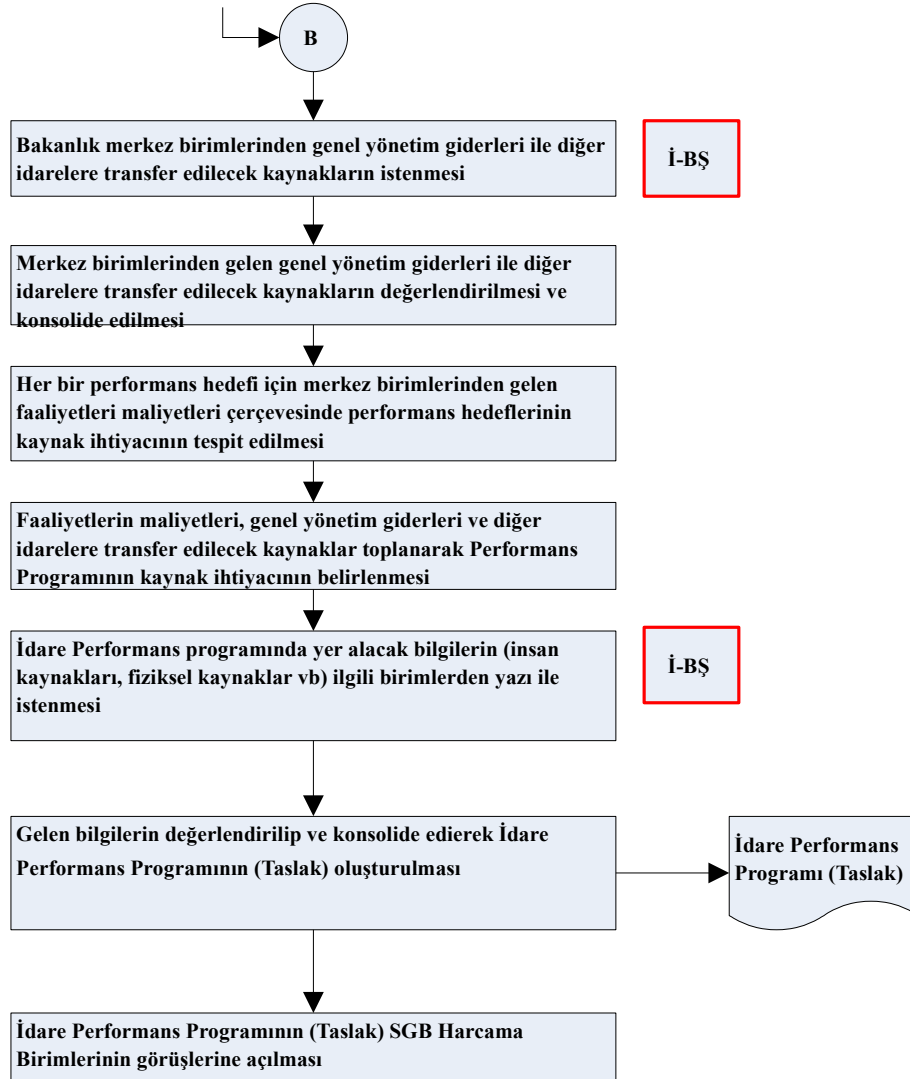 B
Bakanlık merkez birimlerinden genel yönetim giderleri ile diğer
idarelere transfer edilecek kaynakların istenmesi
İ-BŞ
Merkez birimlerinden gelen genel yönetim giderleri ile diğer
idarelere transfer edilecek kaynakların değerlendirilmesi ve
konsolide edilmesi
Her bir performans hedefi için merkez birimlerinden gelen
faaliyetleri maliyetleri çerçevesinde performans hedeflerinin
kaynak ihtiyacının tespit edilmesi
Faaliyetlerin maliyetleri, genel yönetim giderleri ve diğer
idarelere transfer edilecek kaynaklar toplanarak Performans
Programının kaynak ihtiyacının belirlenmesi
İdare Performans programında yer alacak bilgilerin (insan
kaynakları, fiziksel kaynaklar vb) ilgili birimlerden yazı ile
istenmesi
İ-BŞ
Gelen bilgilerin değerlendirilip ve konsolide edierek İdare
Performans Programının (Taslak) oluşturulması
İdare Performans
Programı (Taslak)
İdare Performans Programının (Taslak) SGB Harcama
Birimlerinin görüşlerine açılması